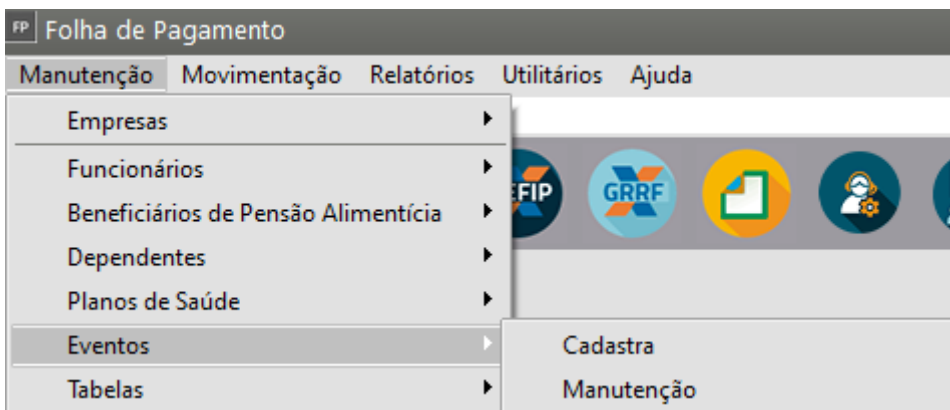 FP Folha de Pagamento
Manutenção Movimentação Relatórios Utilitários Ajuda
Empresas
Funcionários
Beneficiários de Pensão Alimentícia
Dependentes
Planos de Saúde
Eventos
Tabelas
EFIP GRRF
Cadastra
Manutenção